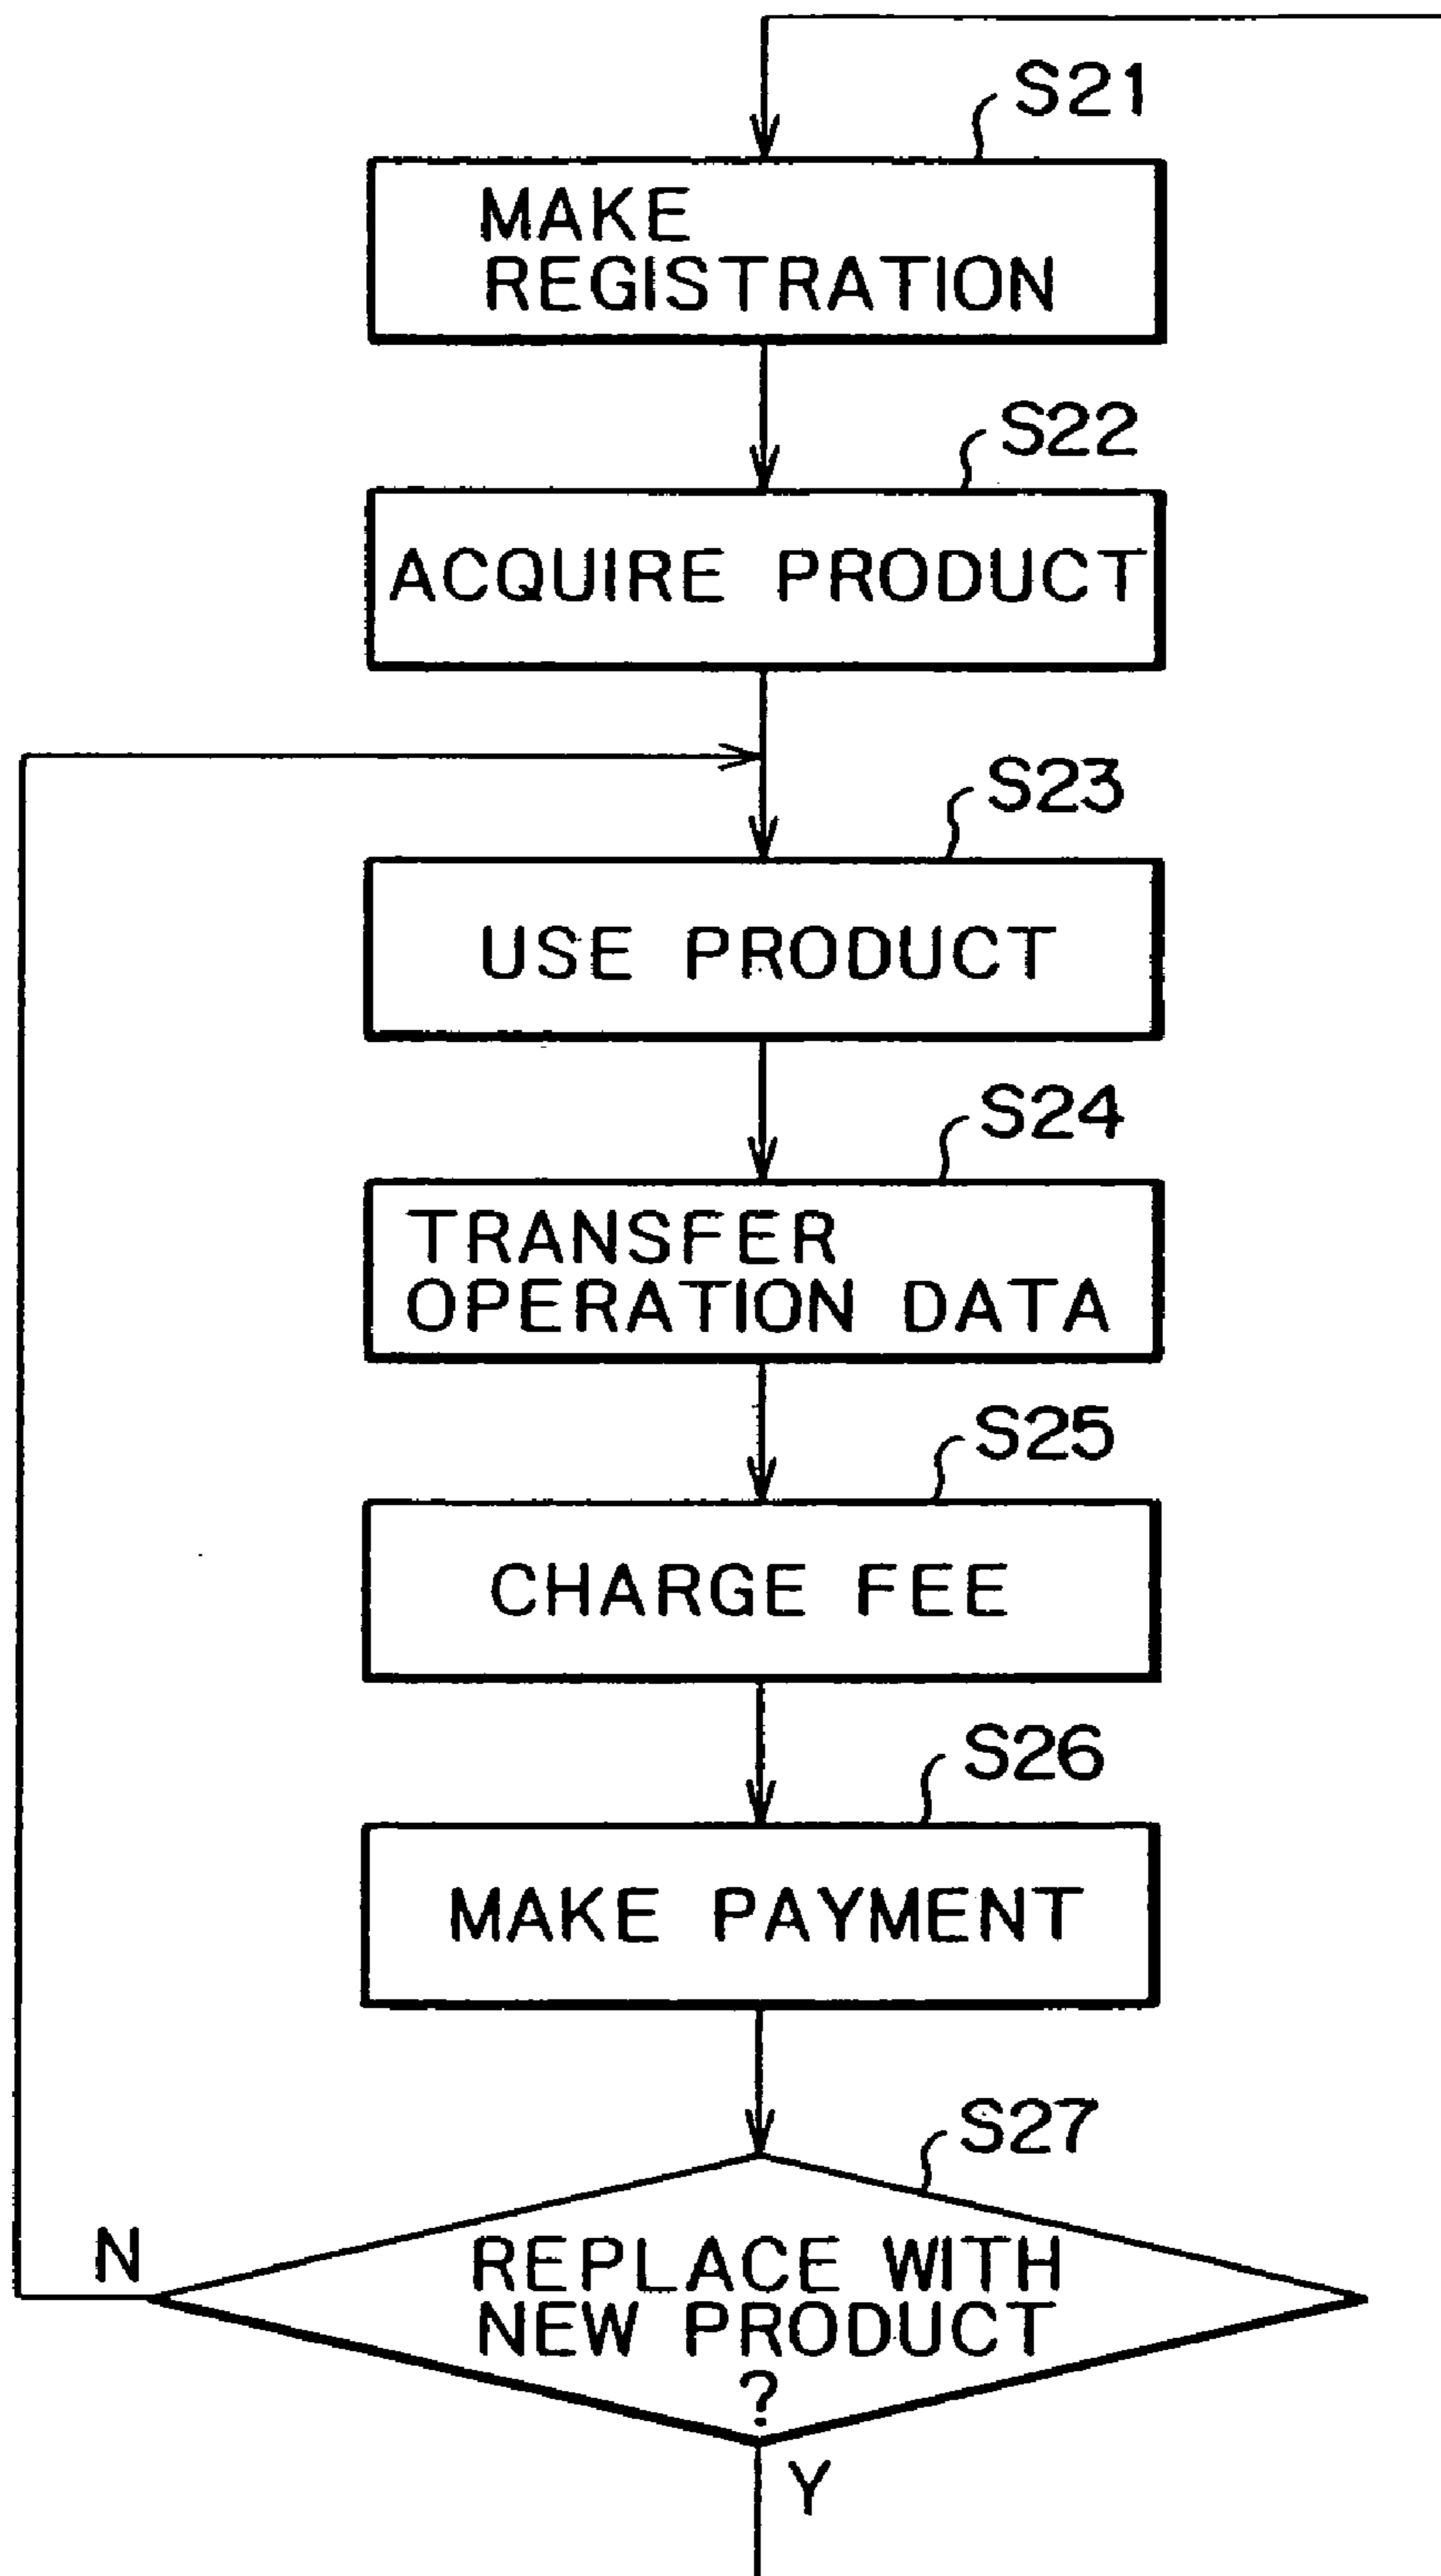 S21
MAKE
REGISTRATION
S22
ACQUIRE PRODUCT
S23
USE PRODUCT
S24
TRANSFER
OPERATION DATA
S25
CHARGE FEE
S26
MAKE PAYMENT
S27
N
REPLACE WITH
NEW PRODUCT
?
Y